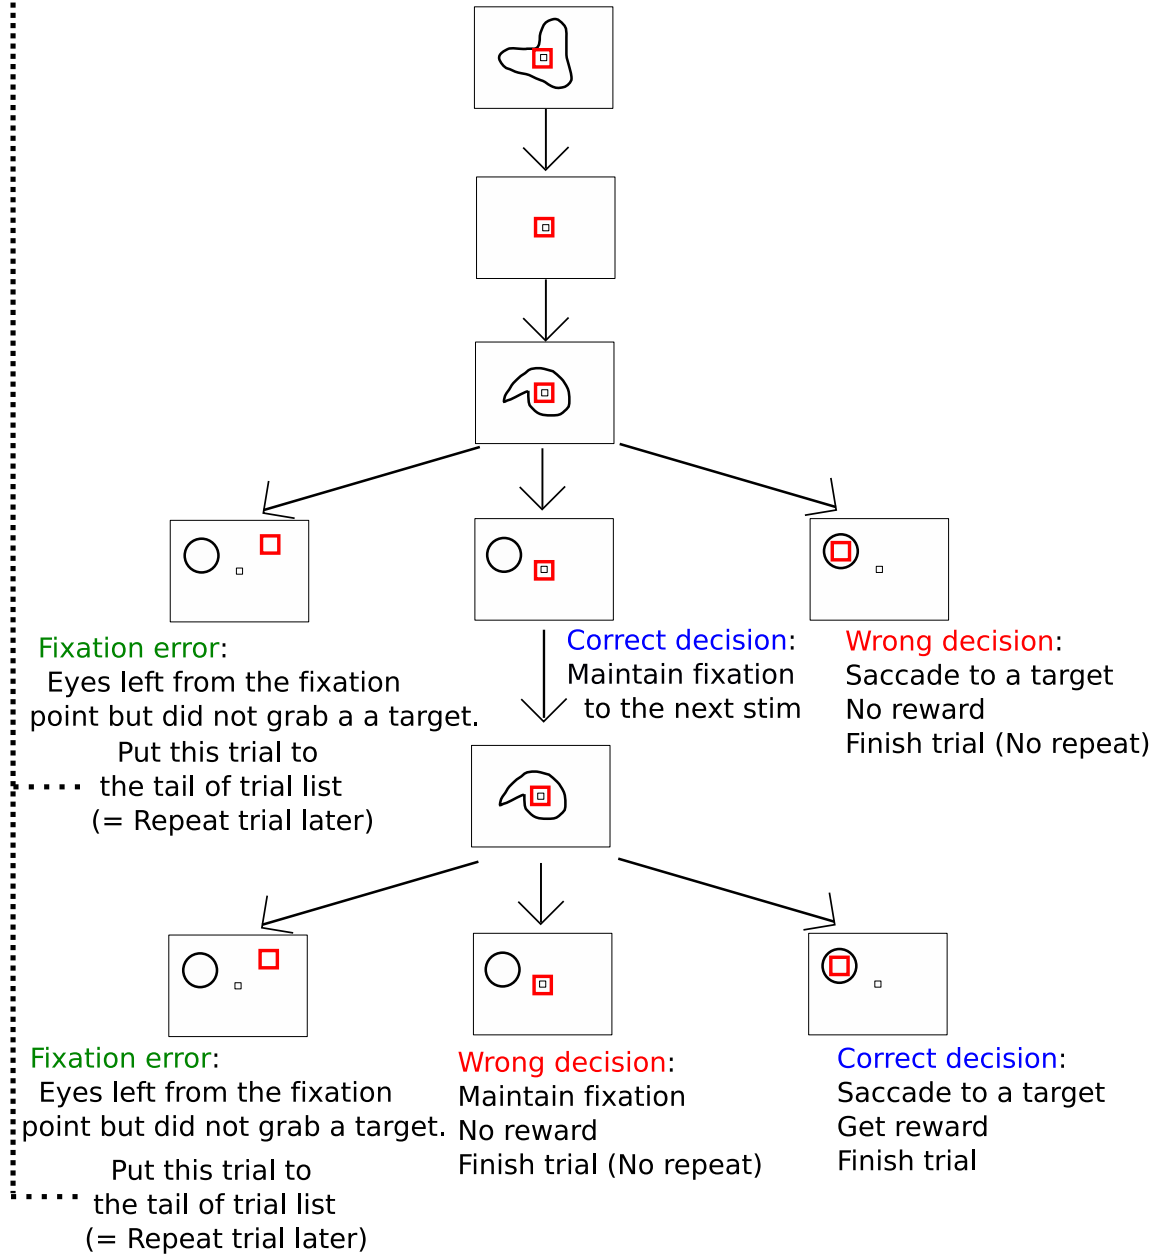 Fixation error:
Eyes left from the fixation
point but did not grab a a target.
Put this trial to
the tail of trial list
(= Repeat trial later)
Correct decision:
Maintain fixation
to the next stim
Wrong decision:
Saccade to a target
No reward
Finish trial (No repeat)
Fixation error:
Eyes left from the fixation
point but did not grab a target.
Put this trial to
the tail of trial list
(= Repeat trial later)
Wrong decision:
Maintain fixation
No reward
Finish trial (No repeat)
Correct decision:
Saccade to a target
Get reward
Finish trial